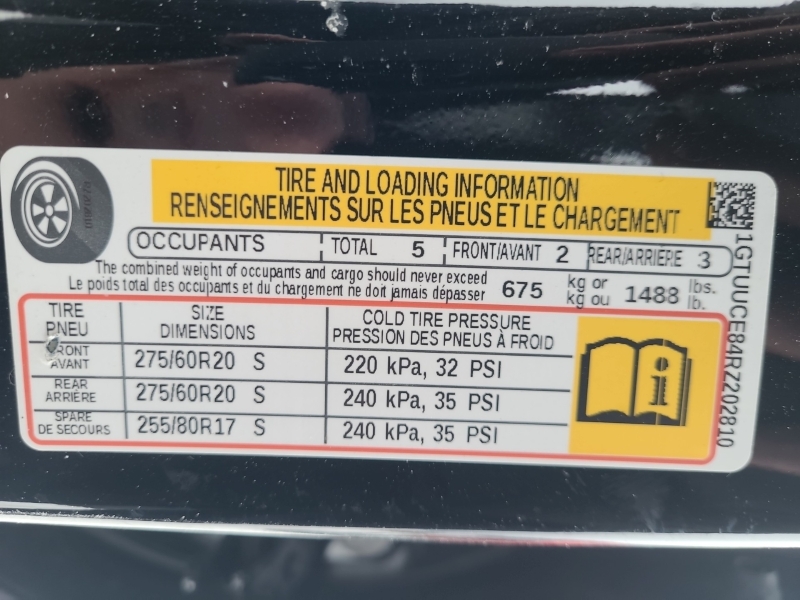 TIRE AND LOADING INFORMATION
RENSEIGNEMENTS SUR LES PNEUS ET LE CHARGEMENT
OCCUPANTS TOTAL 5 FRONT/AVANT 2 REAR/ARRIÈRE 3
The combined weight of occupants and cargo should never exceed
Le poids total des occupants et du chargement ne doit jamais dépasser
675 kg or 1488 lbs.
kg ou lb.
TIRE SIZE COLD TIRE PRESSURE
PNEU DIMENSIONS PRESSION DES PNEUS À FROID
FRONT
AVANT 275/60R20 S 220 kPa, 32 PSI
REAR
ARRIÈRE 275/60R20 S 240 kPa, 35 PSI
SPARE
DE SECOURS 255/80R17 S 240 kPa, 35 PSI
i
1GTUUCE84RZ202810